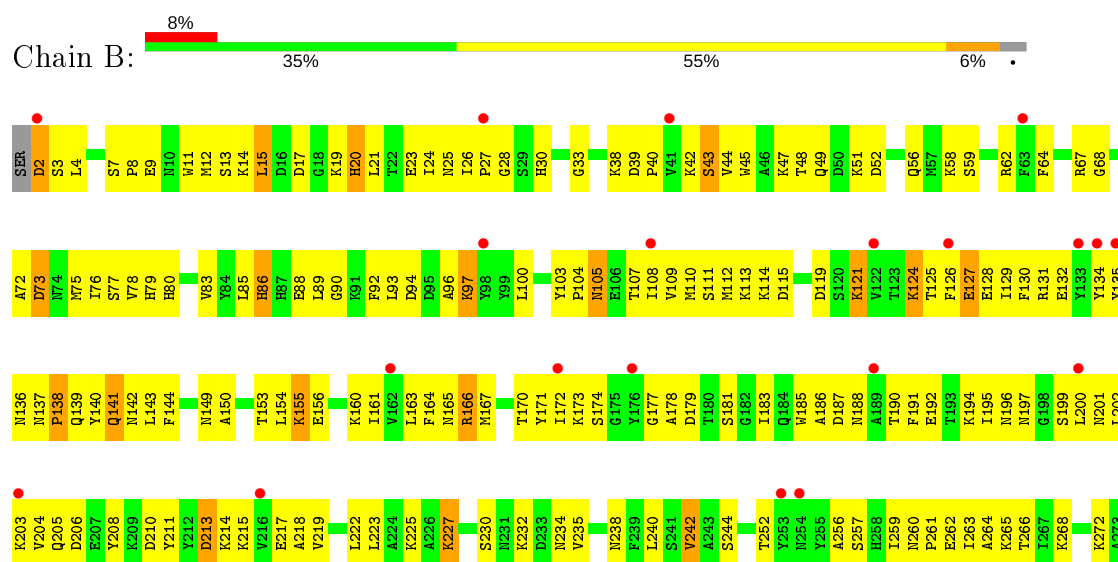 8%
Chain B:
35% 55% 6% •
SER D2 S3 L4 S7 P8 E9 N10 W11 M12 S13 K14 L15 D16 D17 G18 K19 H20 L21 T22 E23 I24 N25 I26 P27 G28 S29 H30 G33 K38 D39 P40 V41 K42 S43 V44 W45 A46 K47 T48 Q49 D50 K51 D52 Q56 M57 K58 S59 R62 F63 F64 R67 G68
A72 D73 N74 M75 I76 S77 V78 H79 H80 V83 Y84 L85 H86 H87 E88 L89 G90 K91 F92 L93 D94 D95 A96 K97 Y98 Y99 L100 Y103 P104 N105 E106 T107 I108 V109 M110 S111 M112 K113 K114 D115 D119 S120 K121 V122 T123 K124 T125 F126 E127 E128 I129 F130 R131 E132 Y133 Y134 Y135
N136 N137 P138 Q139 Y140 Q141 N142 L143 F144 N149 A150 T153 L154 K155 E156 K160 I161 V162 L163 F164 N165 R166 M167 T170 Y171 I172 K173 S174 G175 Y176 G177 A178 D179 T180 S181 G182 I183 Q184 W185 A186 D187 N188 A189 T190 F191 E192 T193 K194 I195 N196 N197 G198 S199 L200 N201 L202
K203 V204 Q205 D206 E207 Y208 K209 D210 Y211 Y212 D213 K214 K215 V216 E217 A218 V219 L222 L223 A224 K225 A226 K227 S230 N231 K232 D233 N234 V235 N238 F239 L240 S241 V242 A243 S244 T252 Y253 N254 Y255 A256 S257 H258 I259 N260 P261 E262 I263 A264 K265 T266 I267 K268 K272 A273